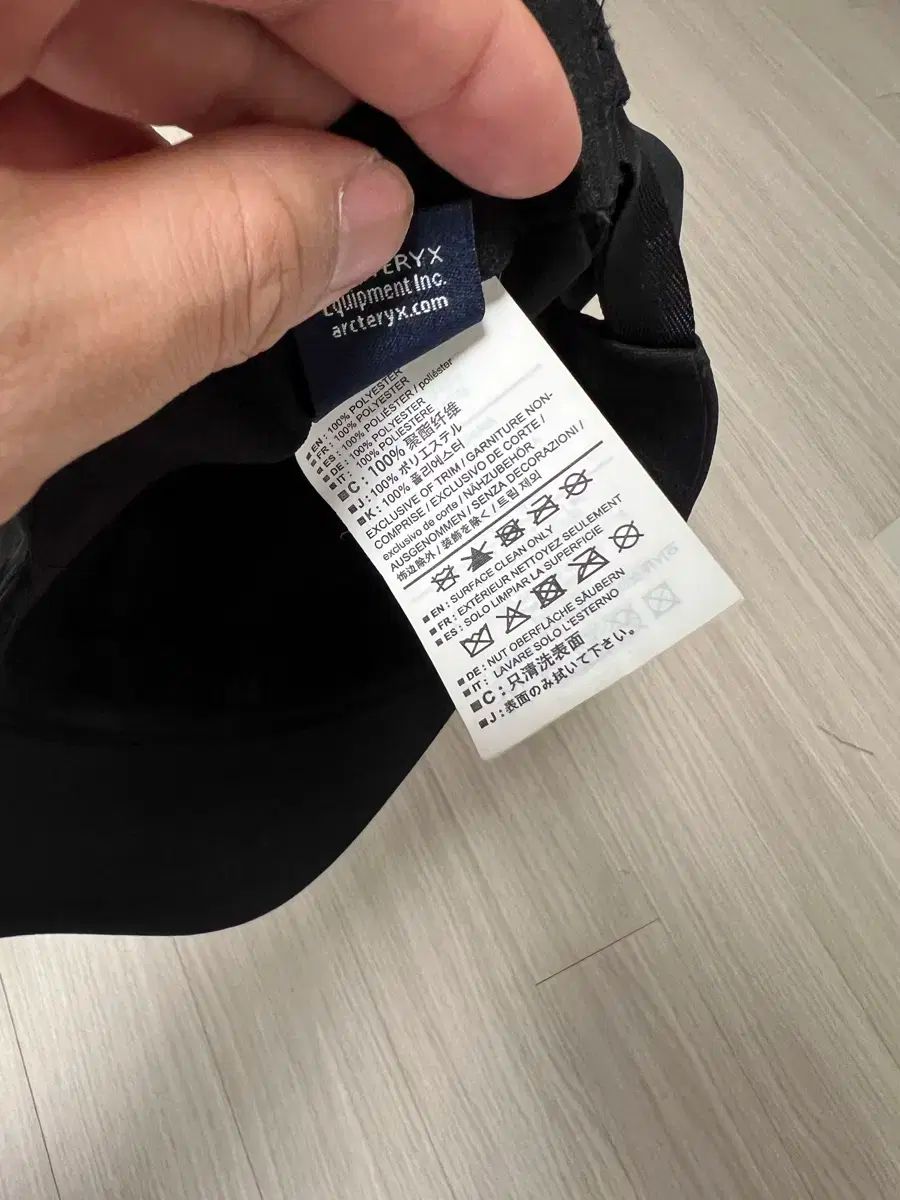 TERYX
Equipment Inc.
arcteryx.com
■ EN : 100% POLYESTER
■ FR : 100% POLYESTER
■ ES : 100% POLIÉSTER / poliéster
■ DE : 100% POLYESTER
■ IT : 100% POLIESTERE
■ C : 100% 聚酯纤维
■ J : 100% ポリエステル
■ K : 100% 폴리에스터
EXCLUSIVE OF TRIM / GARNITURE NON-
COMPRISE / EXCLUSIVO DE CORTE /
exclusivo de corte / NÄHZUBEHÖR
AUSGENOMMEN / SENZA DECORAZIONI /
饰边除外 / 装飾を除く / 트림 제외
■ EN : SURFACE CLEAN ONLY
■ FR : EXTÉRIEUR NETTOYEZ SEULEMENT
■ ES : SOLO LIMPIAR LA SUPERFICIE
■ DE : NUT OBERFLÄCHE SÄUBERN
■ IT : LAVARE SOLO L'ESTERNO
■ C : 只清洗表面
■ J : 表面のみ拭いて下さい。